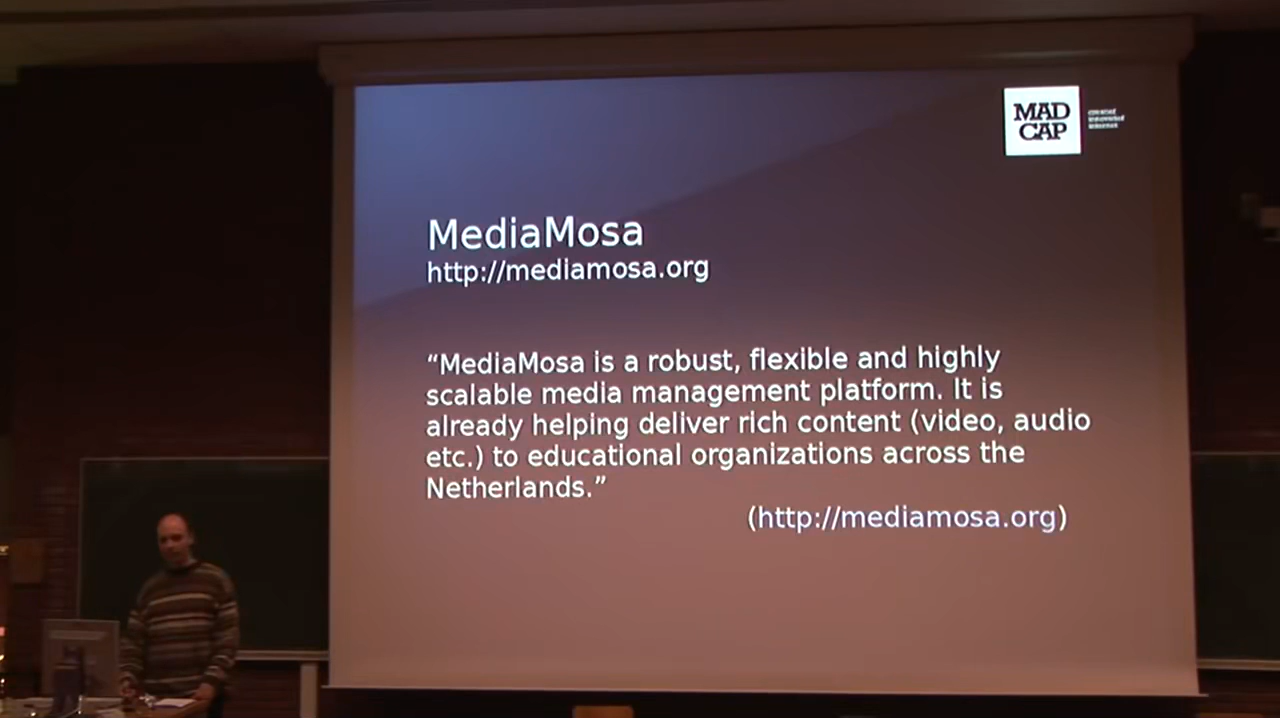 MAD
CAP
MediaMosa
http://mediamosa.org
“MediaMosa is a robust, flexible and highly
scalable media management platform. It is
already helping deliver rich content (video, audio
etc.) to educational organizations across the
Netherlands.”
(http://mediamosa.org)